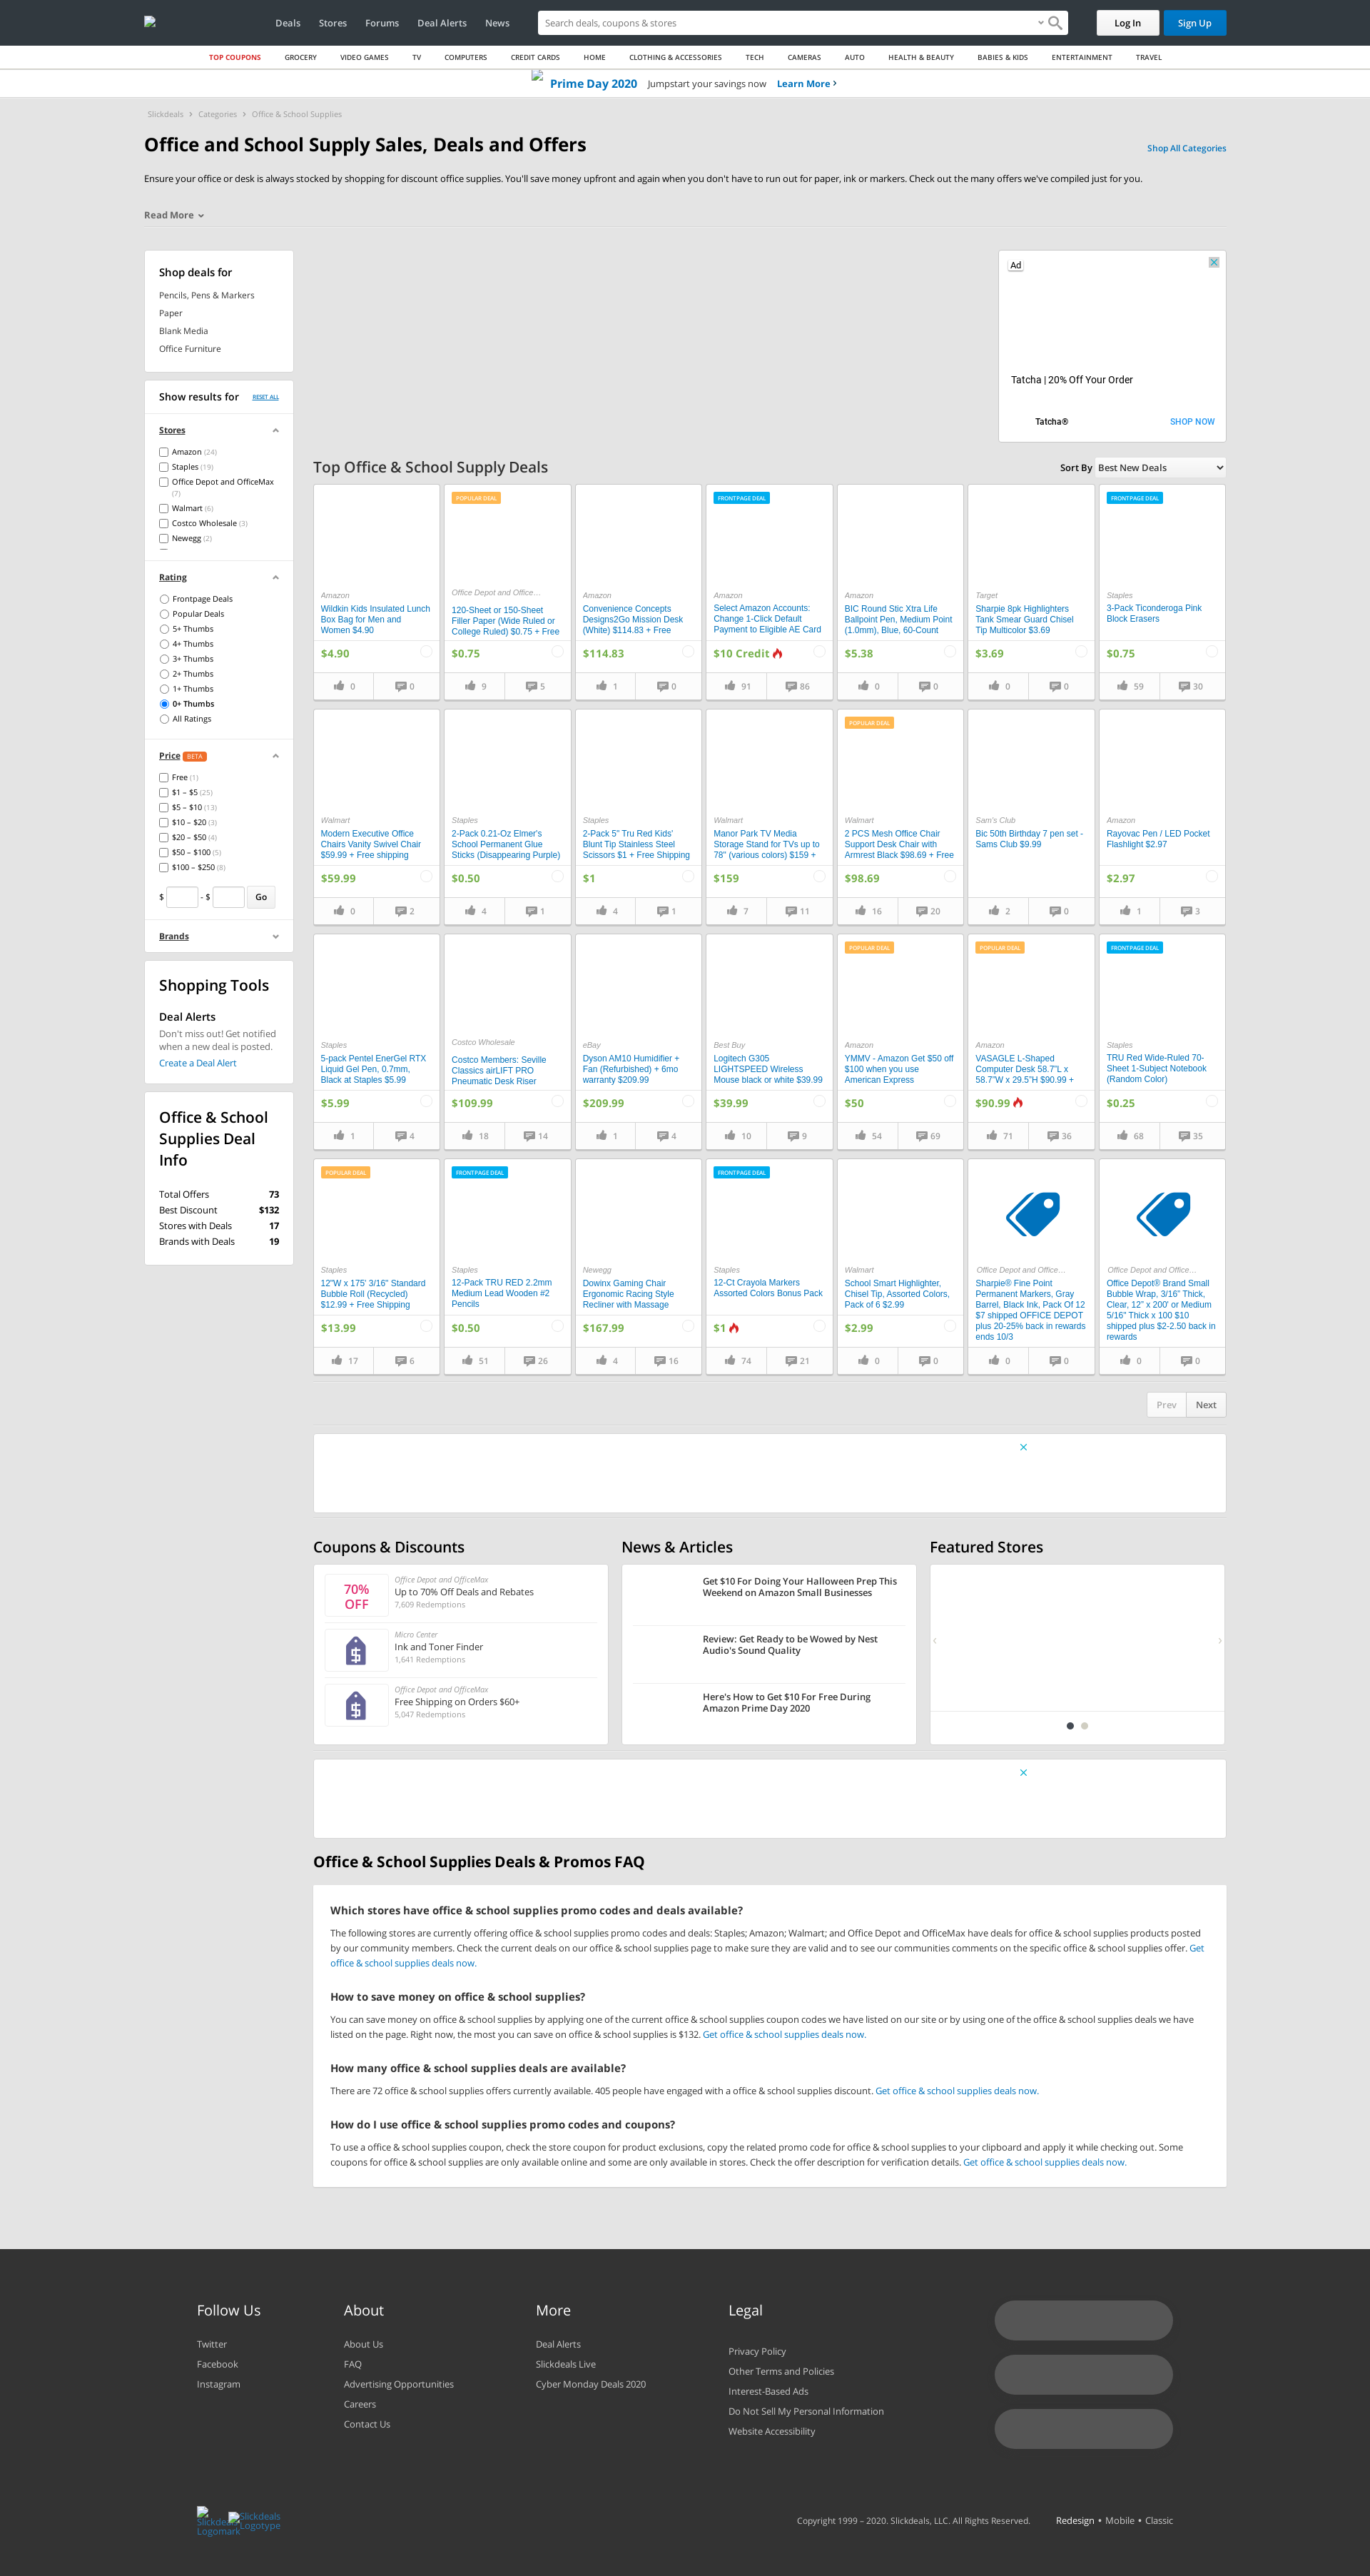 Deals Stores Forums Deal Alerts News
Search deals, coupons & stores
Log In Sign Up
TOP COUPONS GROCERY VIDEO GAMES TV COMPUTERS CREDIT CARDS HOME CLOTHING & ACCESSORIES TECH CAMERAS AUTO HEALTH & BEAUTY BABIES & KIDS ENTERTAINMENT TRAVEL
Prime Day 2020 Jumpstart your savings now Learn More
Slickdeals Categories Office & School Supplies
Office and School Supply Sales, Deals and Offers
Shop All Categories
Ensure your office or desk is always stocked by shopping for discount office supplies. You'll save money upfront and again when you don't have to run out for paper, ink or markers. Check out the many offers we've compiled just for you.
Read More
Shop deals for
Pencils, Pens & Markers
Paper
Blank Media
Office Furniture
Show results for RESET ALL
Stores
Amazon (24)
Staples (19)
Office Depot and OfficeMax
(7)
Walmart (6)
Costco Wholesale (3)
Newegg (2)
Rating
Frontpage Deals
Popular Deals
5+ Thumbs
4+ Thumbs
3+ Thumbs
2+ Thumbs
1+ Thumbs
0+ Thumbs
All Ratings
Price BETA
Free (1)
$1 – $5 (25)
$5 – $10 (13)
$10 – $20 (3)
$20 – $50 (4)
$50 – $100 (5)
$100 – $250 (8)
$ - $ Go
Brands
Shopping Tools
Deal Alerts
Don't miss out! Get notified
when a new deal is posted.
Create a Deal Alert
Office & School
Supplies Deal
Info
Total Offers 73
Best Discount $132
Stores with Deals 17
Brands with Deals 19
Ad
Tatcha | 20% Off Your Order
Tatcha® SHOP NOW
Top Office & School Supply Deals
Sort By Best New Deals
Amazon
Wildkin Kids Insulated Lunch
Box Bag for Men and
Women $4.90
$4.90
0 0
POPULAR DEAL
Office Depot and Office…
120-Sheet or 150-Sheet
Filler Paper (Wide Ruled or
College Ruled) $0.75 + Free
$0.75
9 5
Amazon
Convenience Concepts
Designs2Go Mission Desk
(White) $114.83 + Free
$114.83
1 0
FRONTPAGE DEAL
Amazon
Select Amazon Accounts:
Change 1-Click Default
Payment to Eligible AE Card
$10 Credit
91 86
Amazon
BIC Round Stic Xtra Life
Ballpoint Pen, Medium Point
(1.0mm), Blue, 60-Count
$5.38
0 0
Target
Sharpie 8pk Highlighters
Tank Smear Guard Chisel
Tip Multicolor $3.69
$3.69
0 0
FRONTPAGE DEAL
Staples
3-Pack Ticonderoga Pink
Block Erasers
$0.75
59 30
Walmart
Modern Executive Office
Chairs Vanity Swivel Chair
$59.99 + Free shipping
$59.99
0 2
Staples
2-Pack 0.21-Oz Elmer's
School Permanent Glue
Sticks (Disappearing Purple)
$0.50
4 1
Staples
2-Pack 5" Tru Red Kids'
Blunt Tip Stainless Steel
Scissors $1 + Free Shipping
$1
4 1
Walmart
Manor Park TV Media
Storage Stand for TVs up to
78" (various colors) $159 +
$159
7 11
POPULAR DEAL
Walmart
2 PCS Mesh Office Chair
Support Desk Chair with
Armrest Black $98.69 + Free
$98.69
16 20
Sam's Club
Bic 50th Birthday 7 pen set -
Sams Club $9.99
2 0
Amazon
Rayovac Pen / LED Pocket
Flashlight $2.97
$2.97
1 3
Staples
5-pack Pentel EnerGel RTX
Liquid Gel Pen, 0.7mm,
Black at Staples $5.99
$5.99
1 4
Costco Wholesale
Costco Members: Seville
Classics airLIFT PRO
Pneumatic Desk Riser
$109.99
18 14
eBay
Dyson AM10 Humidifier +
Fan (Refurbished) + 6mo
warranty $209.99
$209.99
1 4
Best Buy
Logitech G305
LIGHTSPEED Wireless
Mouse black or white $39.99
$39.99
10 9
POPULAR DEAL
Amazon
YMMV - Amazon Get $50 off
$100 when you use
American Express
$50
54 69
POPULAR DEAL
Amazon
VASAGLE L-Shaped
Computer Desk 58.7"L x
58.7"W x 29.5"H $90.99 +
$90.99
71 36
FRONTPAGE DEAL
Staples
TRU Red Wide-Ruled 70-
Sheet 1-Subject Notebook
(Random Color)
$0.25
68 35
POPULAR DEAL
Staples
12"W x 175' 3/16" Standard
Bubble Roll (Recycled)
$12.99 + Free Shipping
$13.99
17 6
FRONTPAGE DEAL
Staples
12-Pack TRU RED 2.2mm
Medium Lead Wooden #2
Pencils
$0.50
51 26
Newegg
Dowinx Gaming Chair
Ergonomic Racing Style
Recliner with Massage
$167.99
4 16
FRONTPAGE DEAL
Staples
12-Ct Crayola Markers
Assorted Colors Bonus Pack
$1
74 21
Walmart
School Smart Highlighter,
Chisel Tip, Assorted Colors,
Pack of 6 $2.99
$2.99
0 0
Office Depot and Office…
Sharpie® Fine Point
Permanent Markers, Gray
Barrel, Black Ink, Pack Of 12
$7 shipped OFFICE DEPOT
plus 20-25% back in rewards
ends 10/3
0 0
Office Depot and Office…
Office Depot® Brand Small
Bubble Wrap, 3/16" Thick,
Clear, 12" x 200' or Medium
5/16" Thick x 100 $10
shipped plus $2-2.50 back in
rewards
0 0
Prev Next
Coupons & Discounts
70%
OFF
Office Depot and OfficeMax
Up to 70% Off Deals and Rebates
7,609 Redemptions
Micro Center
Ink and Toner Finder
1,641 Redemptions
Office Depot and OfficeMax
Free Shipping on Orders $60+
5,047 Redemptions
News & Articles
Get $10 For Doing Your Halloween Prep This
Weekend on Amazon Small Businesses
Review: Get Ready to be Wowed by Nest
Audio's Sound Quality
Here's How to Get $10 For Free During
Amazon Prime Day 2020
Featured Stores
Office & School Supplies Deals & Promos FAQ
Which stores have office & school supplies promo codes and deals available?
The following stores are currently offering office & school supplies promo codes and deals: Staples; Amazon; Walmart; and Office Depot and OfficeMax have deals for office & school supplies products posted
by our community members. Check the current deals on our office & school supplies page to make sure they are valid and to see our communities comments on the specific office & school supplies offer. Get
office & school supplies deals now.
How to save money on office & school supplies?
You can save money on office & school supplies by applying one of the current office & school supplies coupon codes we have listed on our site or by using one of the office & school supplies deals we have
listed on the page. Right now, the most you can save on office & school supplies is $132. Get office & school supplies deals now.
How many office & school supplies deals are available?
There are 72 office & school supplies offers currently available. 405 people have engaged with a office & school supplies discount. Get office & school supplies deals now.
How do I use office & school supplies promo codes and coupons?
To use a office & school supplies coupon, check the store coupon for product exclusions, copy the related promo code for office & school supplies to your clipboard and apply it while checking out. Some
coupons for office & school supplies are only available online and some are only available in stores. Check the offer description for verification details. Get office & school supplies deals now.
Follow Us
Twitter
Facebook
Instagram
About
About Us
FAQ
Advertising Opportunities
Careers
Contact Us
More
Deal Alerts
Slickdeals Live
Cyber Monday Deals 2020
Legal
Privacy Policy
Other Terms and Policies
Interest-Based Ads
Do Not Sell My Personal Information
Website Accessibility
Slickdeals
Logomark
Slickdeals
Logotype
Copyright 1999 – 2020. Slickdeals, LLC. All Rights Reserved. Redesign • Mobile • Classic